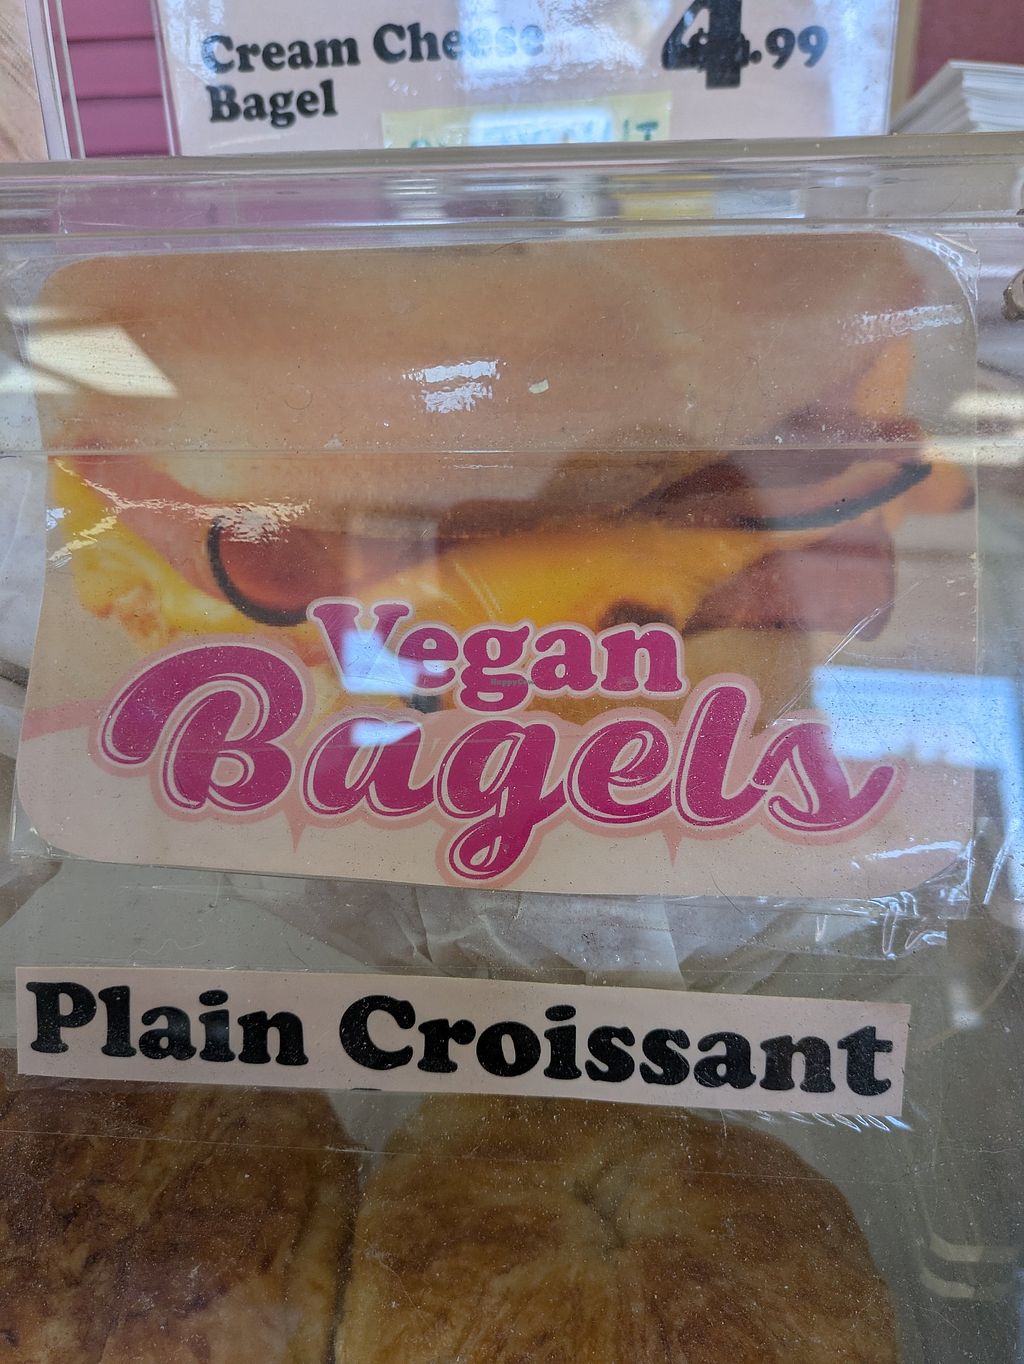 Cream Cheese
Bagel
4.99
Vegan
Bagels
Plain Croissant